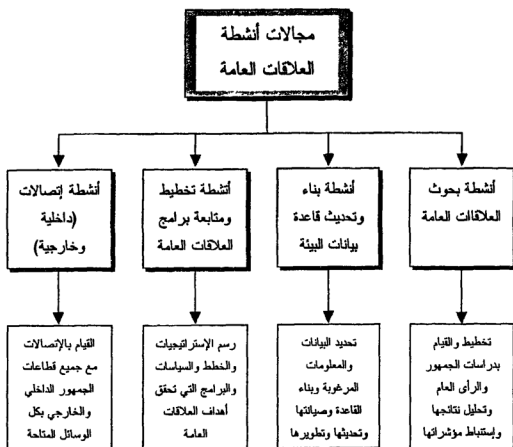 مجالات أنشطة
العلاقات العامة
أنشطة بحوث
العلاقاات العامة
أنشطة بناء
وتحديث قاعدة
بيانات البيئة
أنشطة تخطيط
ومتابعة برامج
العلاقات العامة
أنشطة إتصالات
(داخلية
وخارجية)
تخطيط والقيام
بدراسات الجمهور
والرأى العام
وتحليل نتائجها
وإستنباط مؤشراتها
تحديد البيانات
والمعلومات
المرغوبة وبناء
القاعدة وصيانتها
وتحديثها وتطويرها
رسم الإستراتيجيات
والخطط والسياسات
والبرامج التي تحقق
أهداف العلاقات
العامة
القيام بالإتصالات
مع جميع قطاعات
الجمهور الداخلي
والخارجي بكل
الوسائل المتاحة